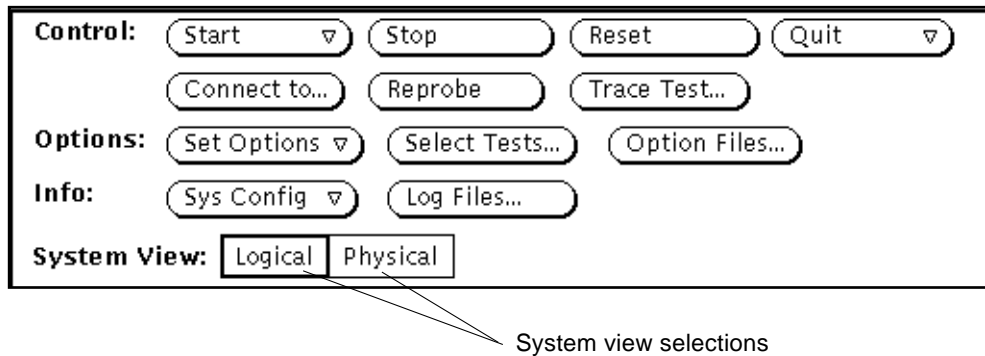 Control: Start Stop Reset Quit
Connect to... Reprobe Trace Test...
Options: Set Options Select Tests... Option Files...
Info: Sys Config Log Files...
System View: Logical Physical
System view selections